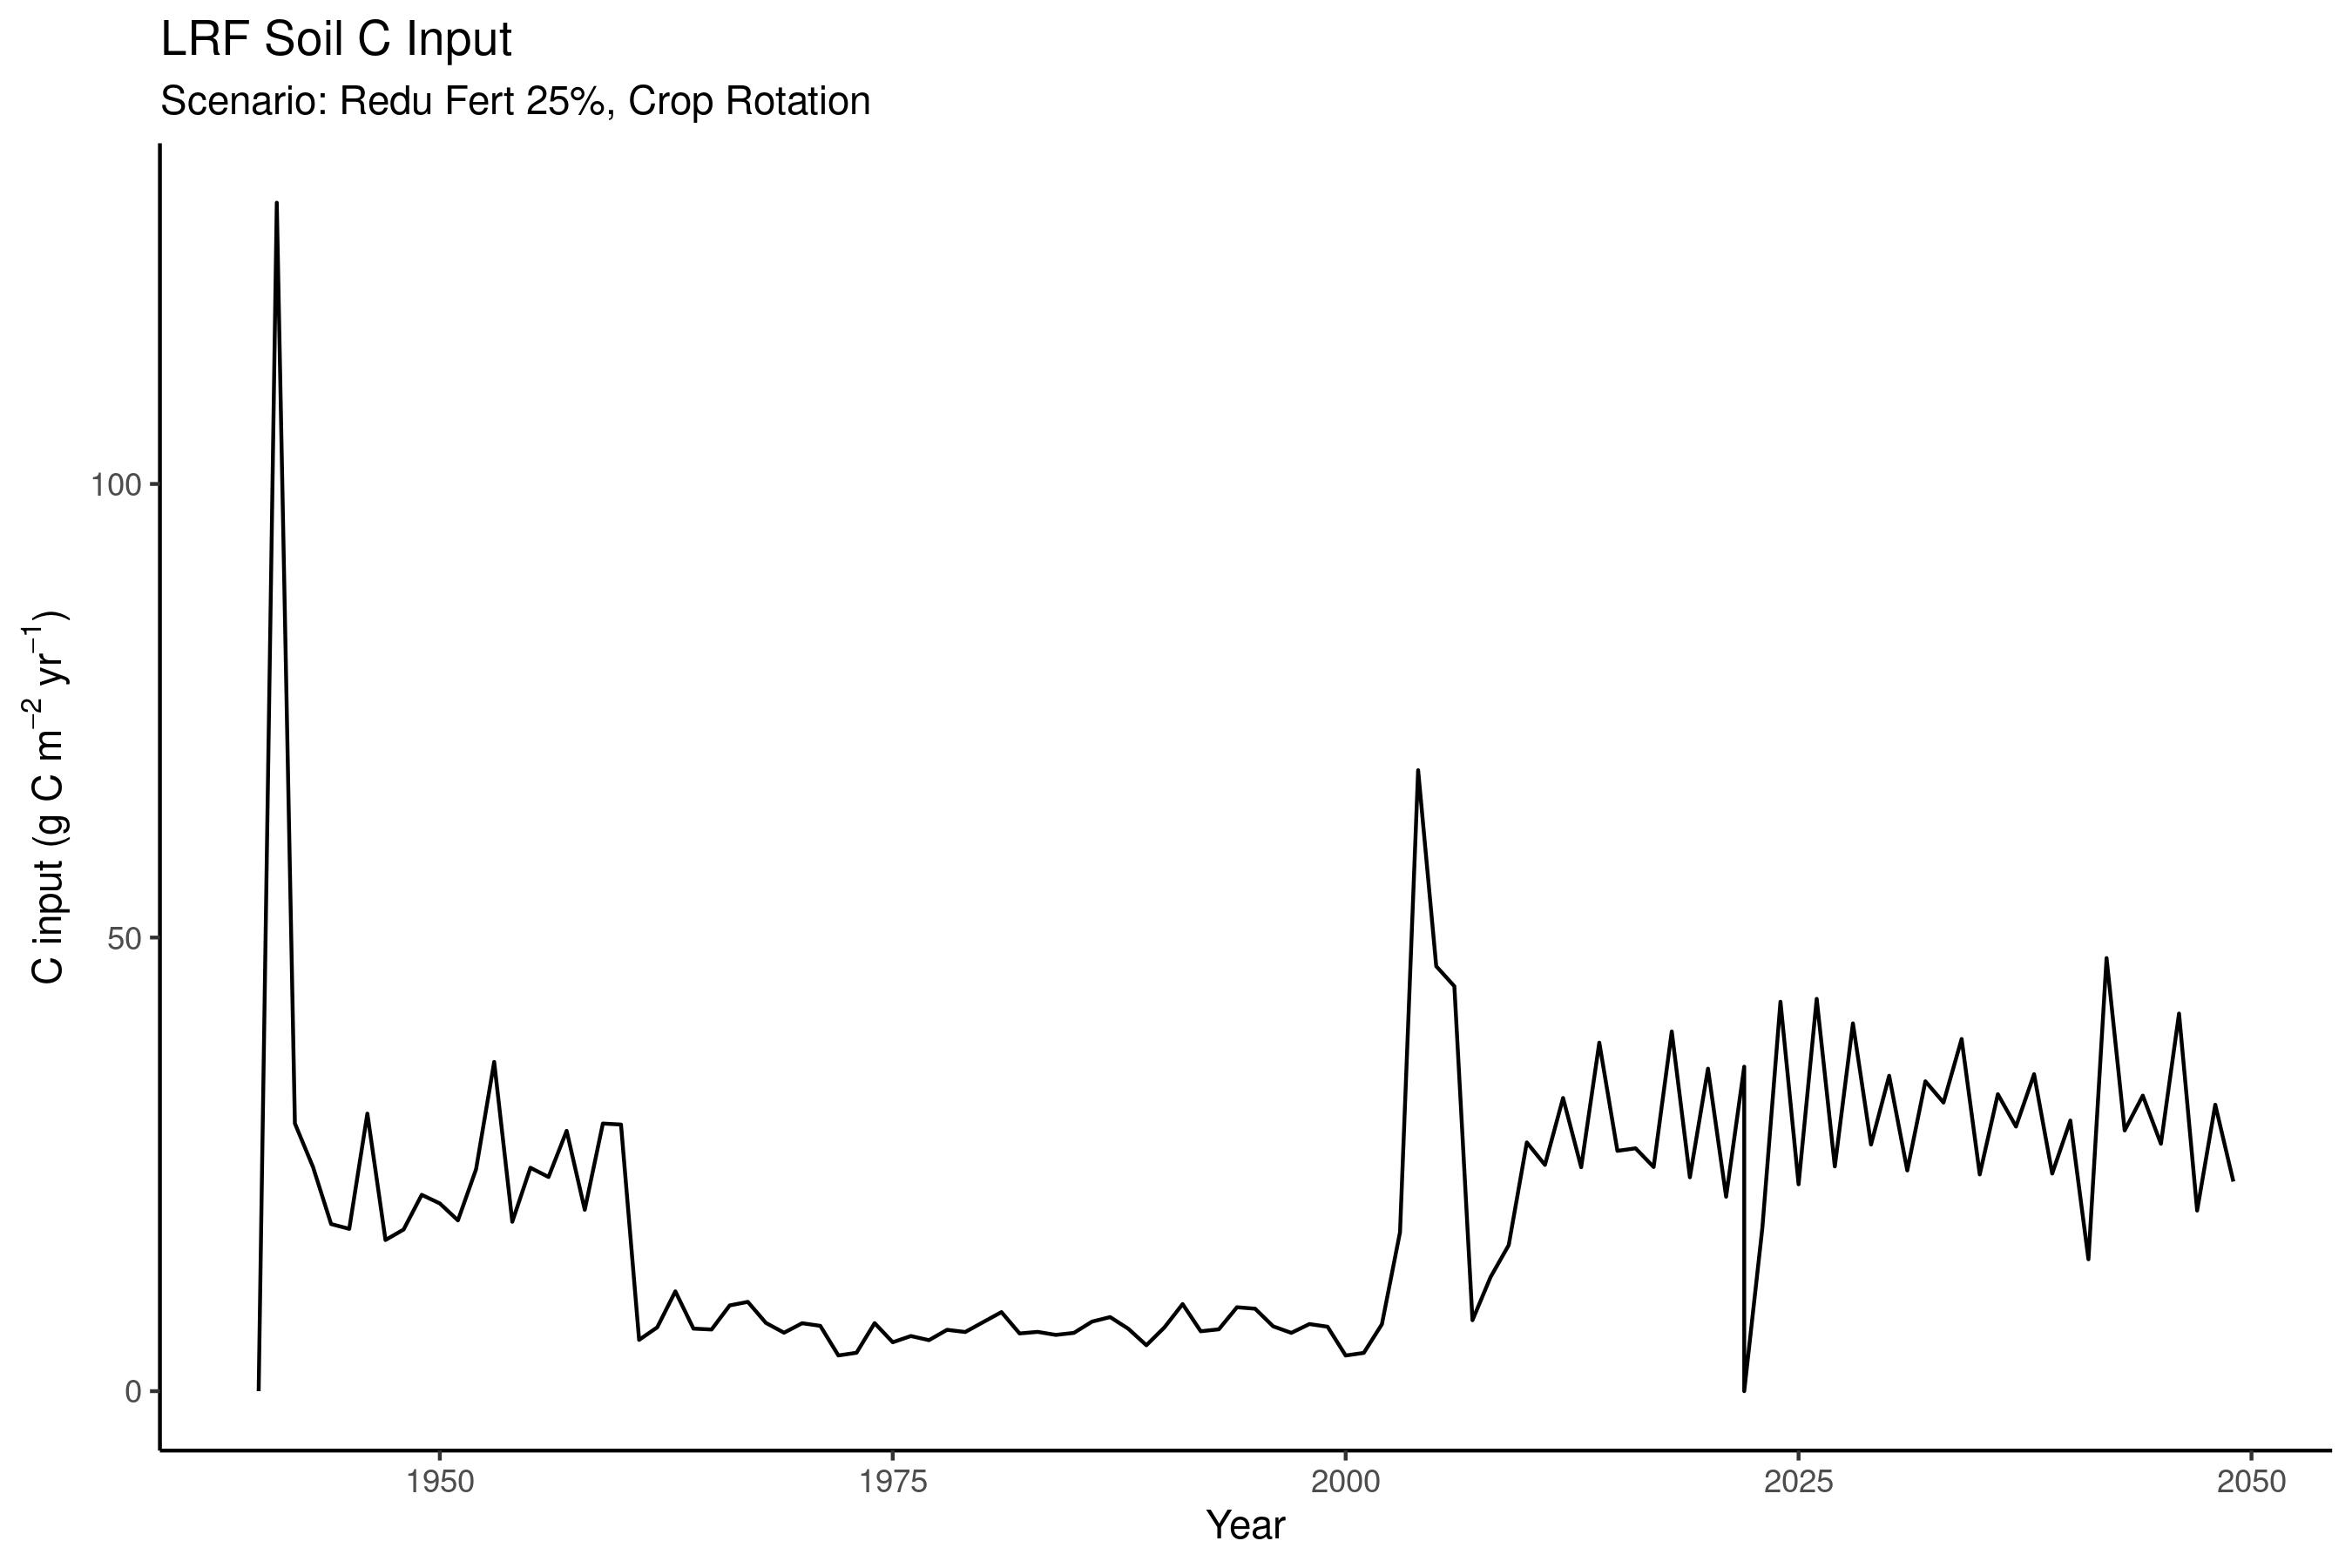 LRF Soil C Input
Scenario: Redu Fert 25%, Crop Rotation
C input (g C m⁻² yr⁻¹)
100
50
0
1950 1975 2000 2025 2050
Year